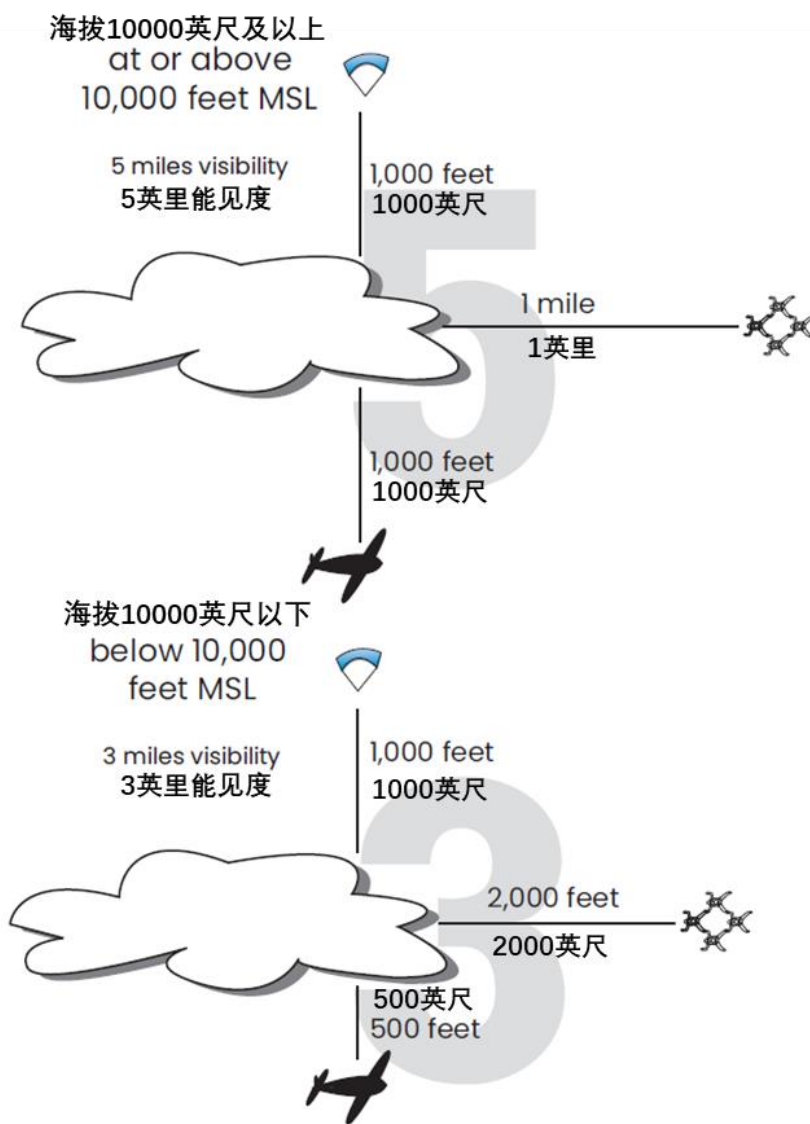 海拔10000英尺及以上
at or above
10,000 feet MSL
5 miles visibility
5英里能见度
1,000 feet
1000英尺
5
1 mile
1英里
1,000 feet
1000英尺
海拔10000英尺以下
below 10,000
feet MSL
3 miles visibility
3英里能见度
1,000 feet
1000英尺
3
2,000 feet
2000英尺
500英尺
500 feet